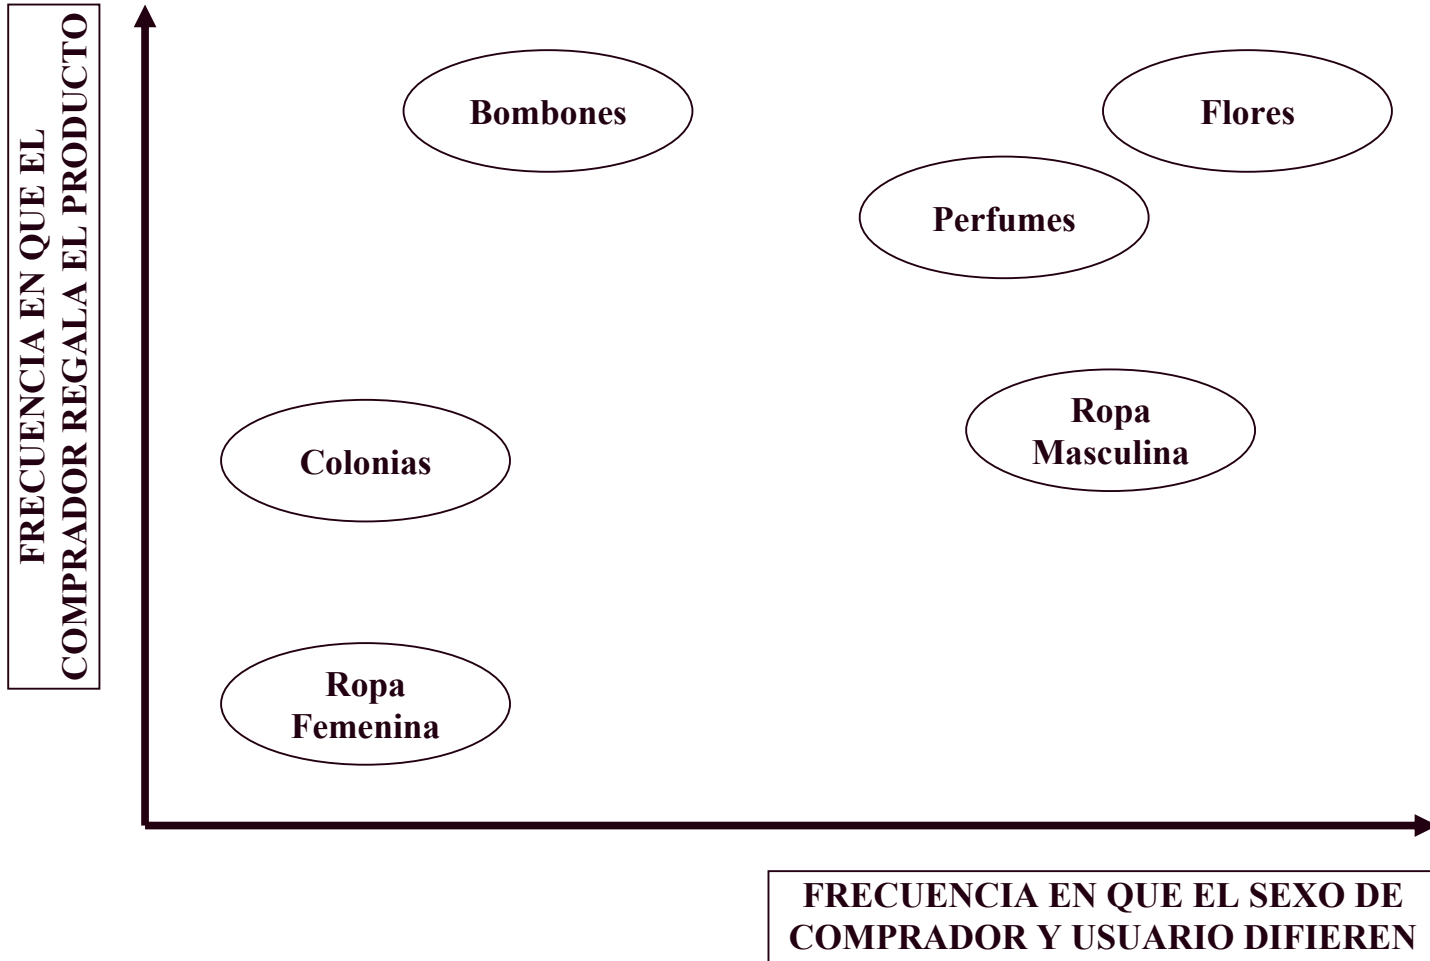 FRECUENCIA EN QUE EL
COMPRADOR REGALA EL PRODUCTO
Bombones
Flores
Perfumes
Ropa
Masculina
Colonias
Ropa
Femenina
FRECUENCIA EN QUE EL SEXO DE
COMPRADOR Y USUARIO DIFIEREN